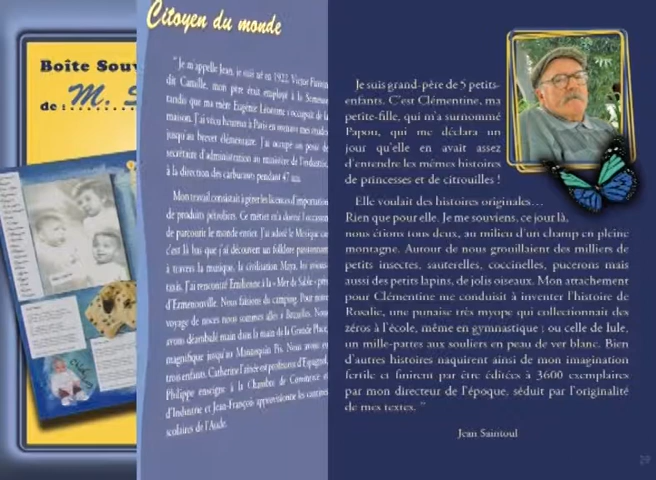 Boîte Souv
de :...... M. S
Citoyen du monde
" Je m'appelle Jean, je suis né en 1922. Victor
dit Camille, mon père était employé à la
tandis que ma mère Eugénie s'occupait de la
maison. J'ai vécu heureux à Paris en suivant mes études
jusqu'au brevet élémentaire. J'ai occupé un poste de
secrétaire d'administration au ministère de l'industrie,
à la direction des carburants pendant 47 ans.
Mon travail consistait à gérer les licences d'importation
de produits pétroliers. Ce métier m'a donné l'occasion
de parcourir le monde entier. J'ai adoré le Mexique car
c'est là bas que j'ai découvert un folklore passionnant
à travers la musique, la civilisation Maya, les
J'ai rencontré Emilienne à la « Mer de Sable » près
d'Ermenonville. Nous faisions du camping. Pour notre
voyage de noces nous sommes allés à Bruxelles. Nous
avons déambulé main dans la main de la Grande Place,
magnifique jusqu'au Mannequin Pis. Nous avons eu
trois enfants. Catherine l'aînée est professeur d'Espagnol,
Philippe enseigne à la Chambre de Commerce et
d'Industrie et Jean-François approvisionne les cantines
scolaires de l'Aude.
Je suis grand-père de 5 petits-
enfants. C'est Clémentine, ma
petite-fille, qui m'a surnommé
Papou, qui me déclara un
jour qu'elle en avait assez
d'entendre les mêmes histoires
de princesses et de citrouilles !
Elle voulait des histoires originales...
Rien que pour elle. Je me souviens, ce jour là,
nous étions tous deux, au milieu d'un champ en pleine
montagne. Autour de nous grouillaient des milliers de
petits insectes, sauterelles, coccinelles, pucerons mais
aussi des petits lapins, de jolis oiseaux. Mon attachement
pour Clémentine me conduisit à inventer l'histoire de
Rosalie, une punaise très myope qui collectionnait des
zéros à l'école, même en gymnastique ; ou celle de Iule,
un mille-pattes aux souliers en peau de ver blanc. Bien
d'autres histoires naquirent ainsi de mon imagination
fertile et finirent par être éditées à 3600 exemplaires
par mon directeur de l'époque, séduit par l'originalité
de mes textes. "
Jean Saintoul
29